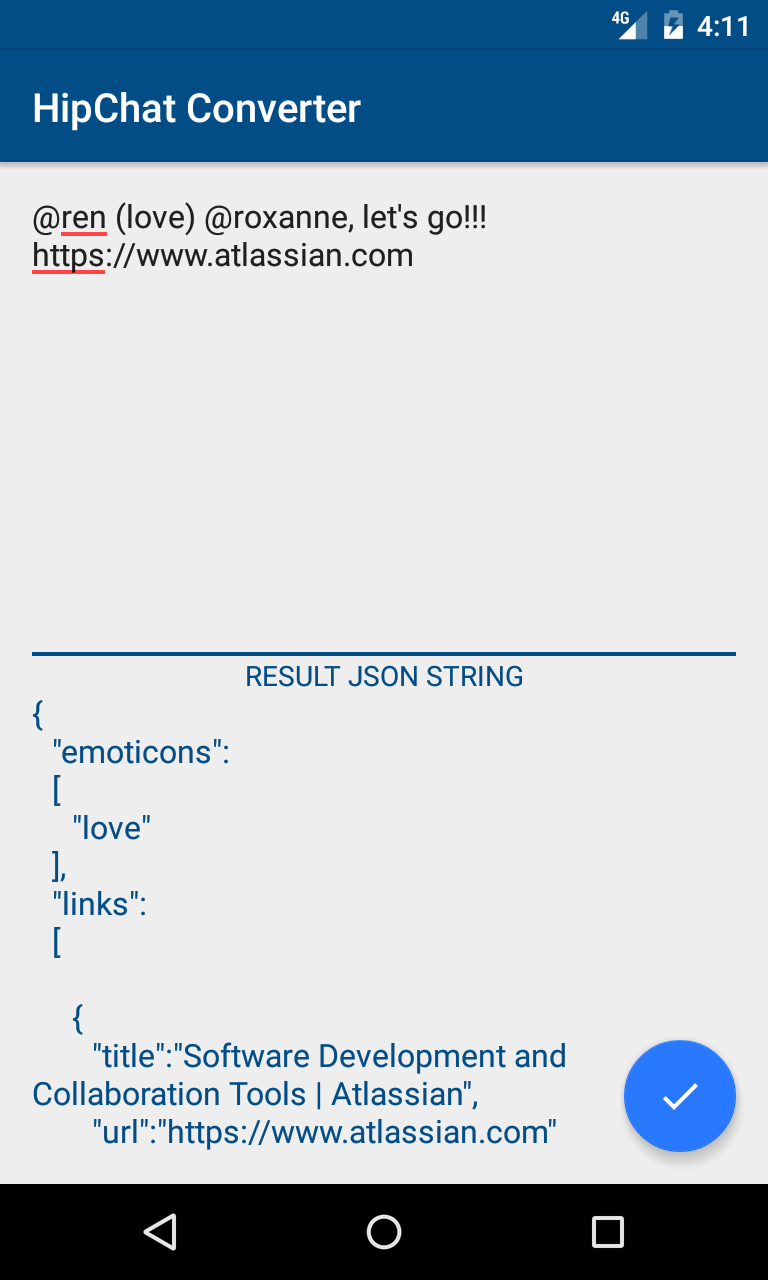 4G 4:11
HipChat Converter
@ren (love) @roxanne, let's go!!!
https://www.atlassian.com
RESULT JSON STRING
{
"emoticons":
[
"love"
],
"links":
[
{
"title":"Software Development and
Collaboration Tools | Atlassian",
"url":"https://www.atlassian.com"